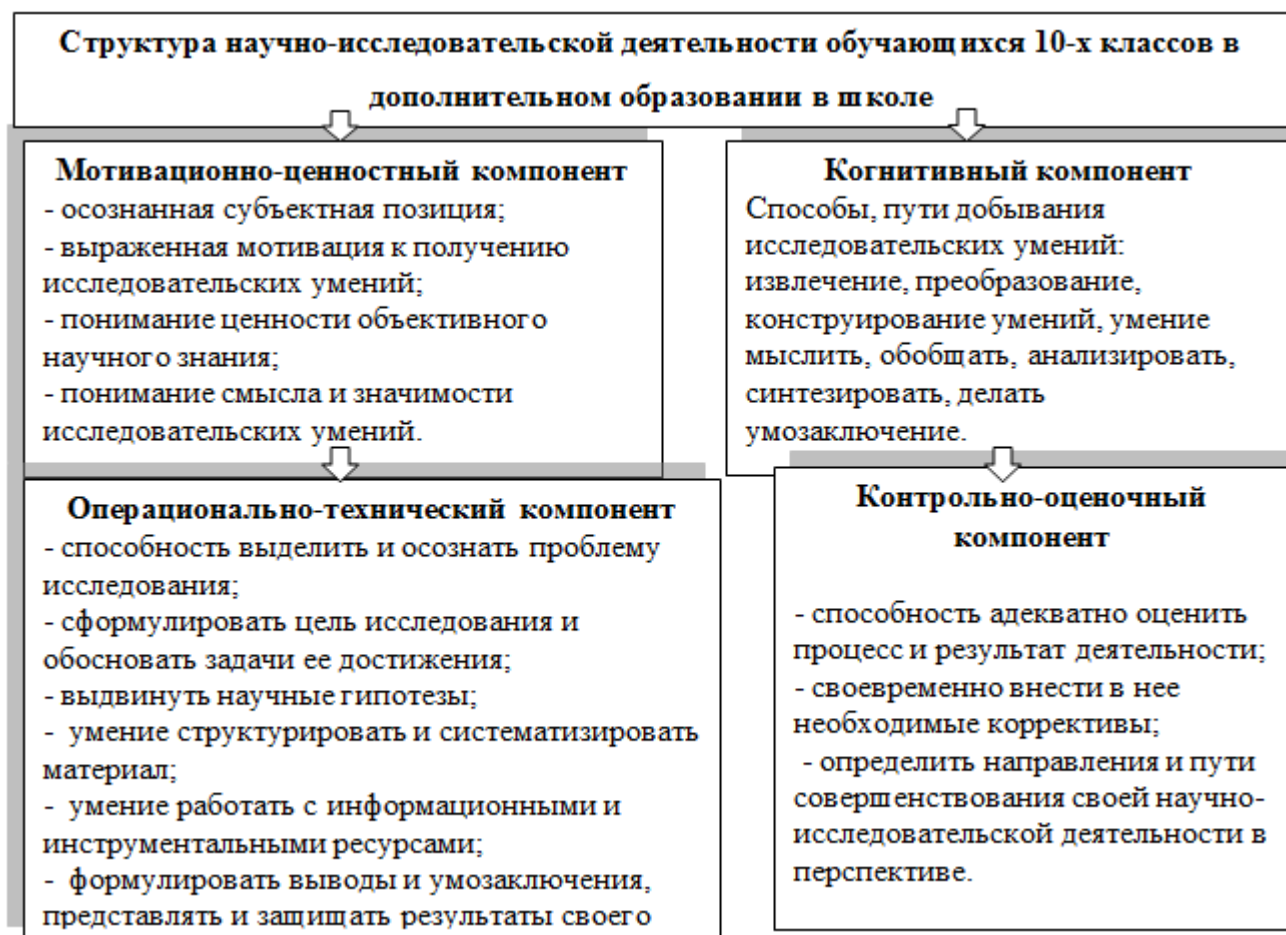 Структура научно-исследовательской деятельности обучающихся 10-х классов в
дополнительном образовании в школе
Мотивационно-ценностный компонент
- осознанная субъектная позиция;
- выраженная мотивация к получению
исследовательских умений;
- понимание ценности объективного
научного знания;
- понимание смысла и значимости
исследовательских умений.
Когнитивный компонент
Способы, пути добывания
исследовательских умений:
извлечение, преобразование,
конструирование умений, умение
мыслить, обобщать, анализировать,
синтезировать, делать
умозаключение.
Операционально-технический компонент
- способность выделить и осознать проблему
исследования;
- сформулировать цель исследования и
обосновать задачи ее достижения;
- выдвинуть научные гипотезы;
- умение структурировать и систематизировать
материал;
- умение работать с информационными и
инструментальными ресурсами;
- формулировать выводы и умозаключения,
представлять и защищать результаты своего
Контрольно-оценочный
компонент
- способность адекватно оценить
процесс и результат деятельности;
- своевременно внести в нее
необходимые коррективы;
- определить направления и пути
совершенствования своей научно-
исследовательской деятельности в
перспективе.